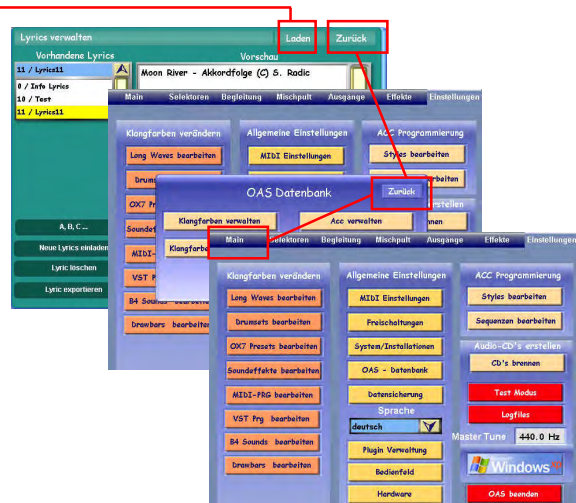 Lyrics verwalten
Laden
Zurück
Vorhandene Lyrics
Vorschau
11 / Lyrics11
Moon River - Akkordfolge (C) S. Radic
0 / Info Lyrics
10 / Test
11 / Lyrics11
A, B, C ...
Neue Lyrics einladen
Lyric löschen
Lyric exportieren
Main Selektoren Begleitung Mischpult Ausgange Effekte Einstellungen
Klangfarben verändern
Allgemeine Einstellungen
ACC Programmierung
Long Waves bearbeiten
MIDI Einstellungen
Styles bearbeiten
OAS Datenbank
Zurück
Klangfarben verwalten
Acc verwalten
Drawbars bearbeiten
Main Selektoren Begleitung Mischpult Ausgange Effekte Einstellungen
Klangfarben verändern
Allgemeine Einstellungen
ACC Programmierung
Long Waves bearbeiten
MIDI Einstellungen
Styles bearbeiten
Drumsets bearbeiten
Freischaltungen
Sequenzen bearbeiten
OX7 Presets bearbeiten
System/Installationen
Audio-CD's erstellen
Soundeffekte bearbeiten
OAS - Datenbank
CD's brennen
MIDI-PRG bearbeiten
Datensicherung
Test Modus
Sprache
VST Prg bearbeiten
deutsch
Logfiles
B4 Sounds bearbeiten
Plugin Verwaltung
Master Tune 440.0 Hz
Drawbars bearbeiten
Bedienfeld
Windows
Hardware
OAS beenden